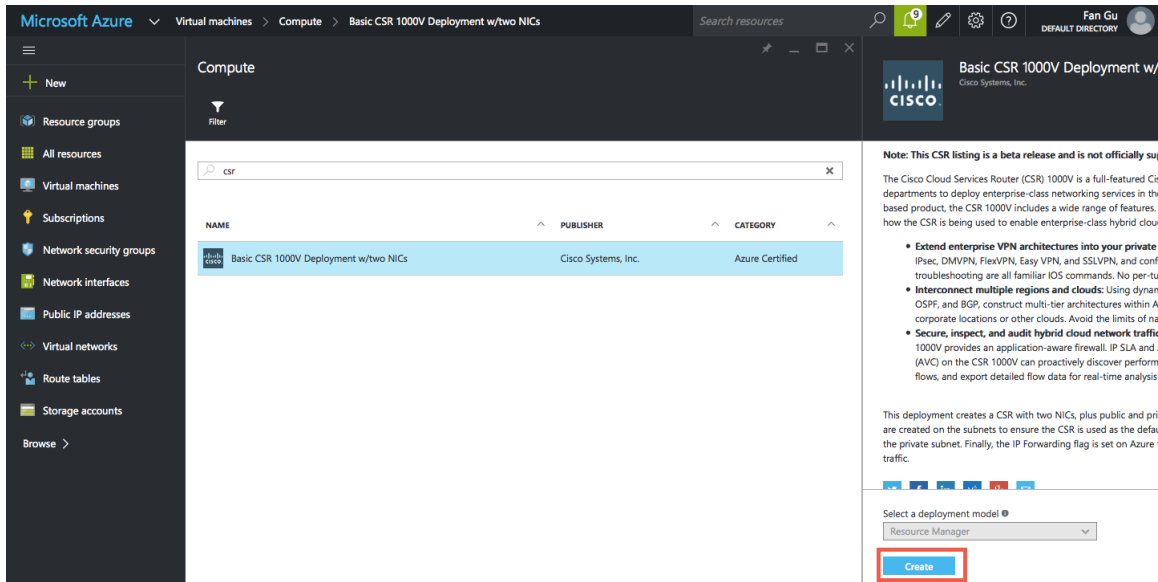 Microsoft Azure Virtual machines > Compute > Basic CSR 1000V Deployment w/two NICs Search resources 9 Fan Gu
DEFAULT DIRECTORY
New
Resource groups
All resources
Virtual machines
Subscriptions
Network security groups
Network interfaces
Public IP addresses
Virtual networks
Route tables
Storage accounts
Browse >
Compute
Filter
csr
NAME PUBLISHER CATEGORY
CISCO Basic CSR 1000V Deployment w/two NICs Cisco Systems, Inc. Azure Certified
CISCO.
Basic CSR 1000V Deployment w/
Cisco Systems, Inc.
Note: This CSR listing is a beta release and is not officially su
The Cisco Cloud Services Router (CSR) 1000V is a full-featured Cis
departments to deploy enterprise-class networking services in the
based product, the CSR 1000V includes a wide range of features.
how the CSR is being used to enable enterprise-class hybrid clou
• Extend enterprise VPN architectures into your private
IPsec, DMVPN, FlexVPN, Easy VPN, and SSLVPN, and conf
troubleshooting are all familiar IOS commands. No per-tu
• Interconnect multiple regions and clouds: Using dynam
OSPF, and BGP, construct multi-tier architectures within A
corporate locations or other clouds. Avoid the limits of na
• Secure, inspect, and audit hybrid cloud network traffic
1000V provides an application-aware firewall. IP SLA and
(AVC) on the CSR 1000V can proactively discover perform
flows, and export detailed flow data for real-time analysis
This deployment creates a CSR with two NICs, plus public and pri
are created on the subnets to ensure the CSR is used as the defau
the private subnet. Finally, the IP Forwarding flag is set on Azure
traffic.
Select a deployment model
Resource Manager
Create